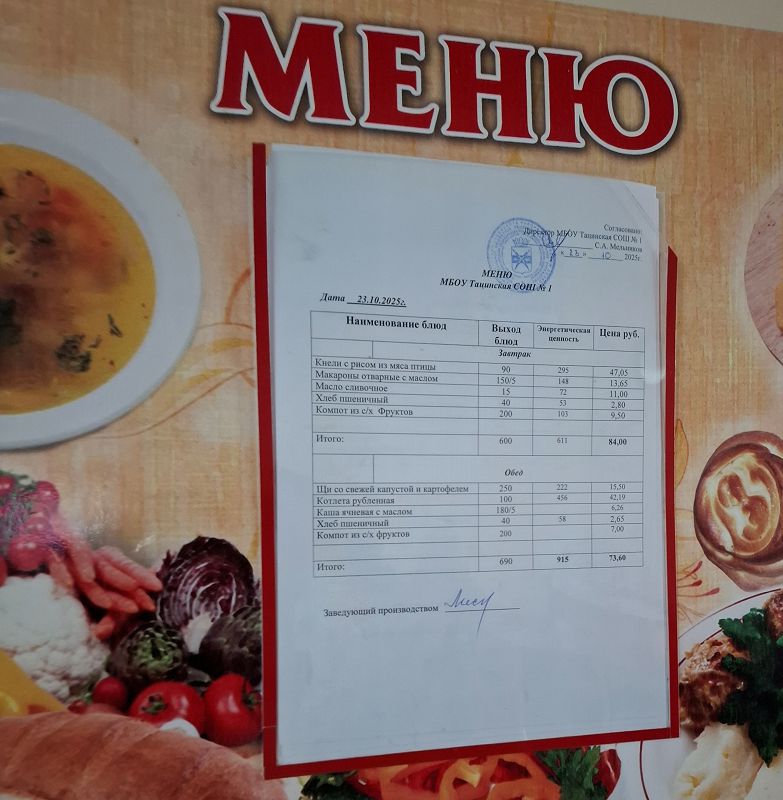 МЕНЮ
Согласовано:
Директор МБОУ Тацинская СОШ № 1
С.А. Мельников
« 23 » 10 2025г.
МЕНЮ
МБОУ Тацинская СОШ № 1
Дата 23.10.2025г.
Наименование блюд Выход блюд Энергетическая ценность Цена руб.
Завтрак
Кнели с рисом из мяса птицы 90 295 47,05
Макароны отварные с маслом 150/5 148 13,65
Масло сливочное 15 72 11,00
Хлеб пшеничный 40 53 2,80
Компот из с/х Фруктов 200 103 9,50
Итого: 600 611 84,00
Обед
Щи со свежей капустой и картофелем 250 222 15,50
Котлета рубленная 100 456 42,19
Каша ячневая с маслом 180/5 6,26
Хлеб пшеничный 40 58 2,65
Компот из с/х фруктов 200 7,00
Итого: 690 915 73,60
Заведующий производством